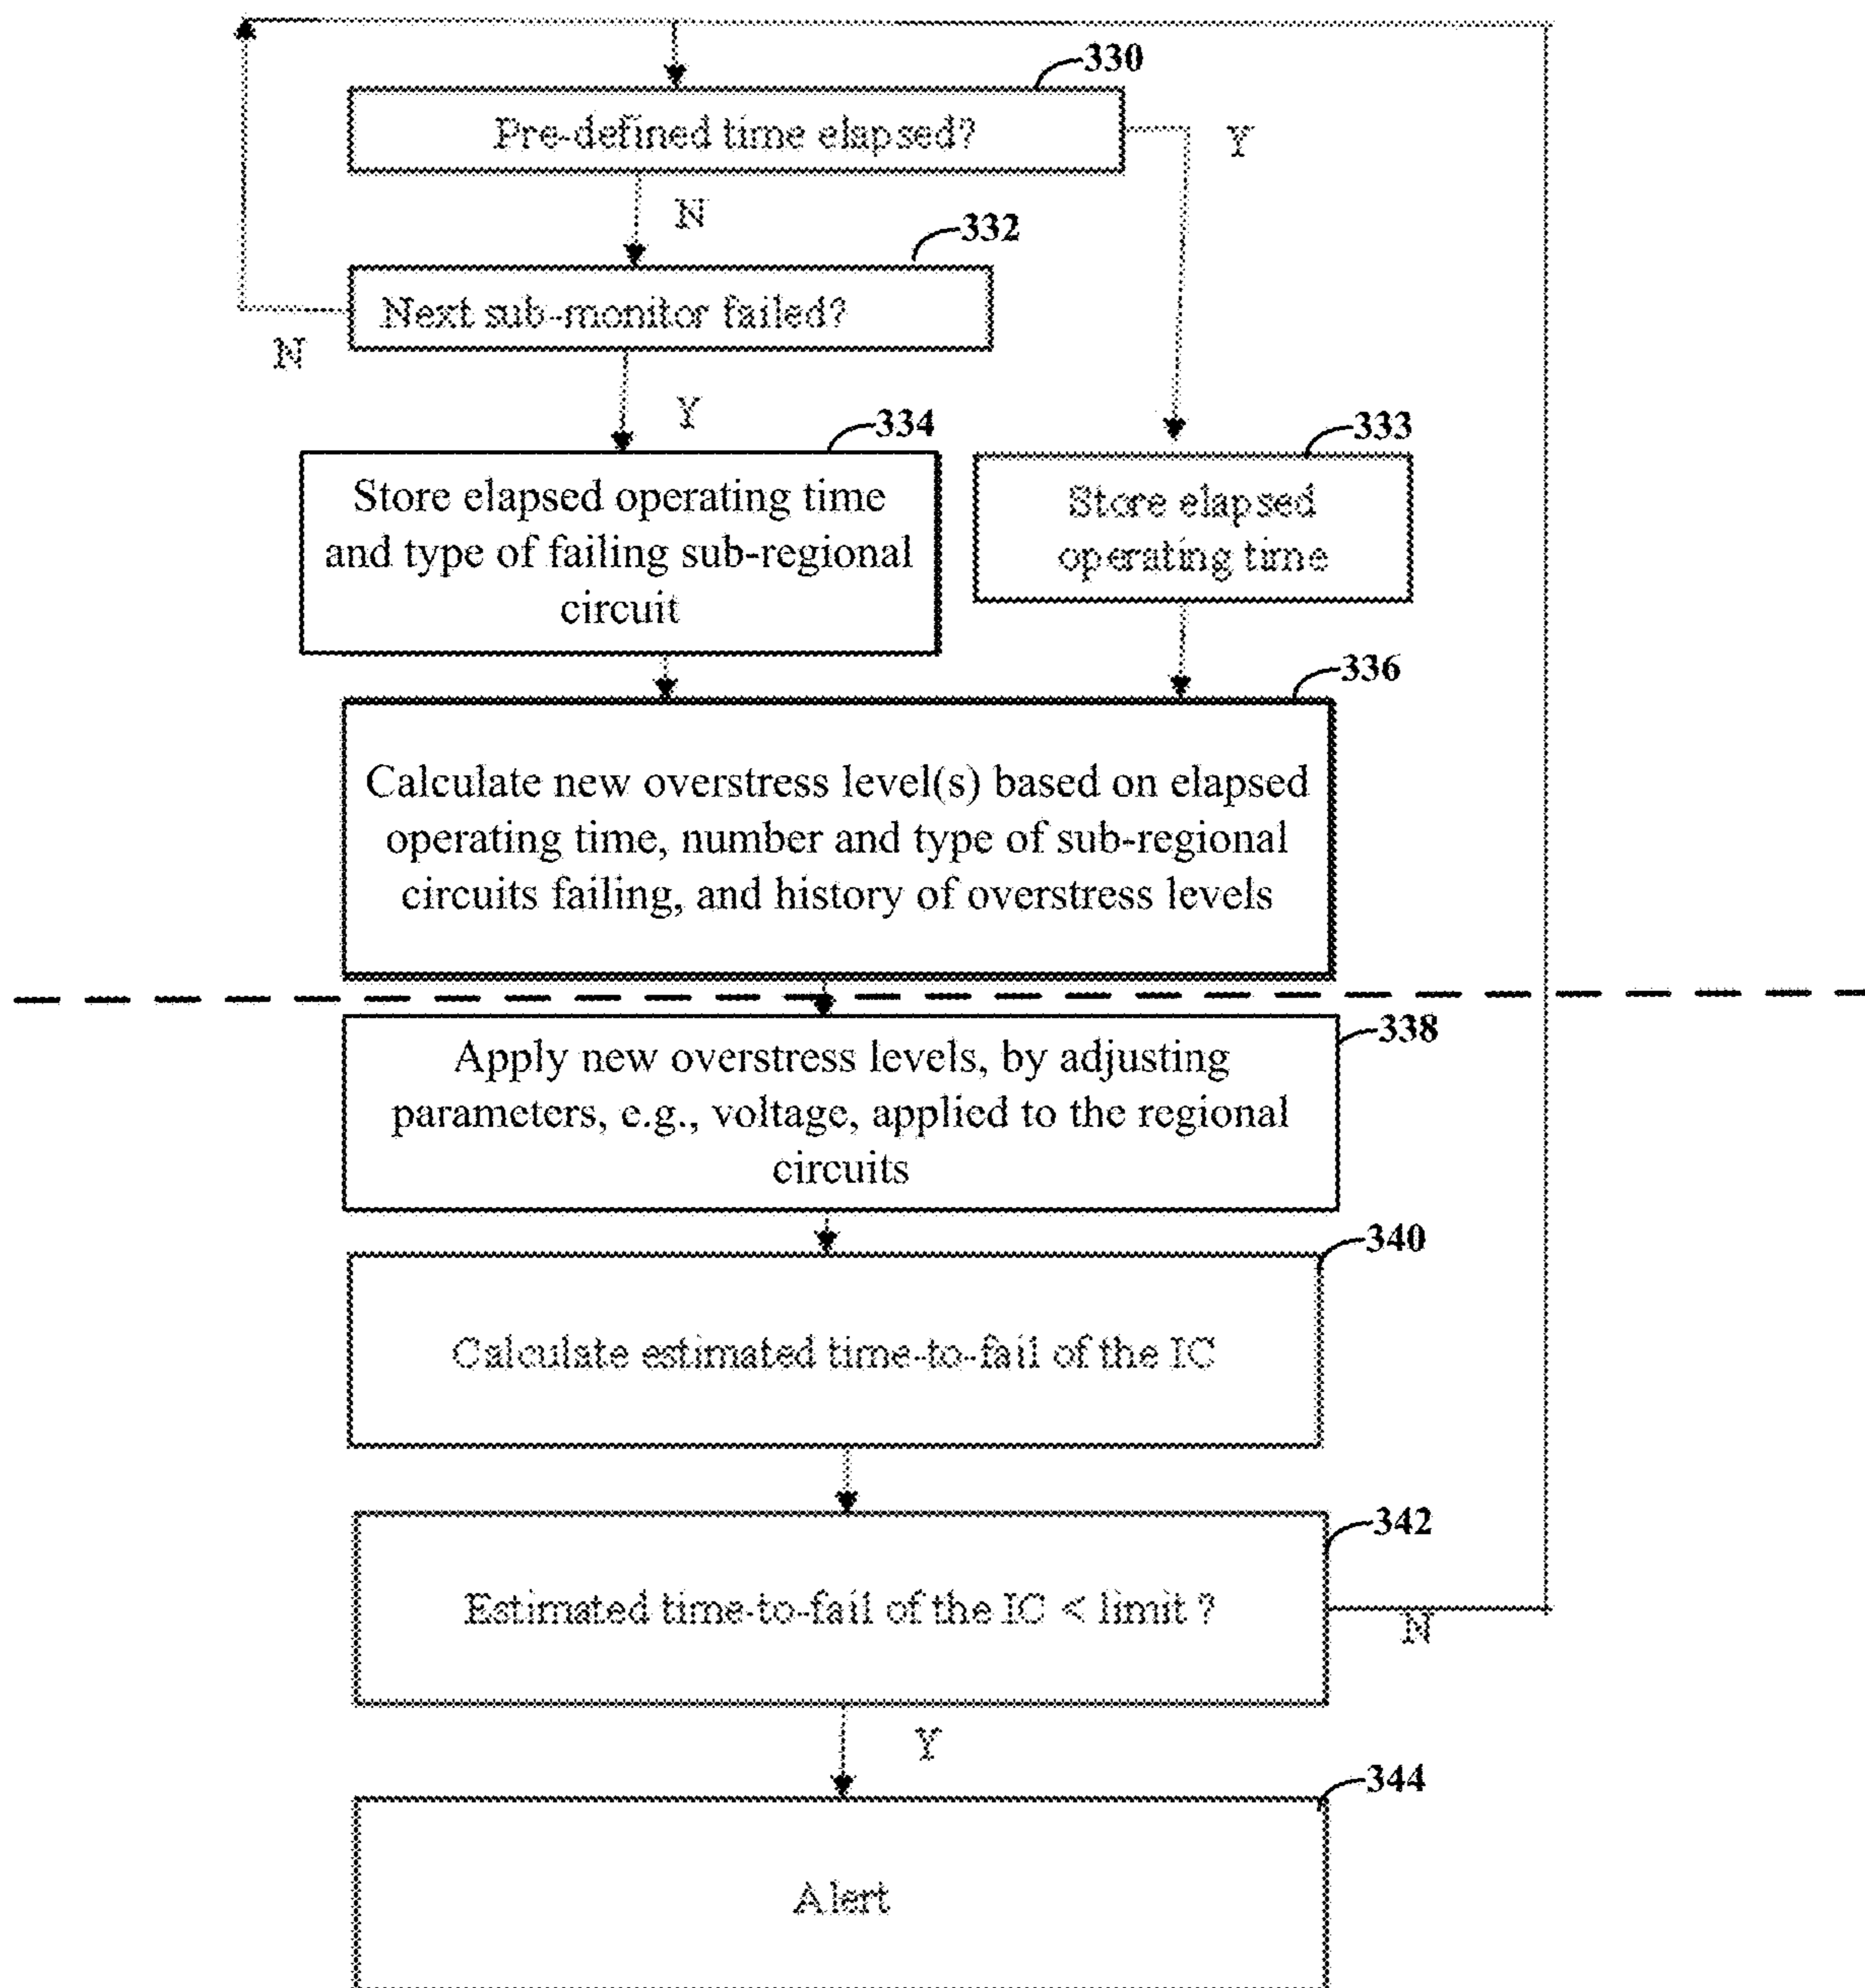 330
Pre-defined time elapsed?
Y
N
332
Next sub-monitor failed?
N
Y
334
333
Store elapsed operating time
and type of failing sub-regional
circuit
Store elapsed
operating time
336
Calculate new overstress level(s) based on elapsed
operating time, number and type of sub-regional
circuits failing, and history of overstress levels
338
Apply new overstress levels, by adjusting
parameters, e.g., voltage, applied to the regional
circuits
340
Calculate estimated time-to-fail of the IC
342
Estimated time-to-fail of the IC < limit ?
N
Y
344
Alert